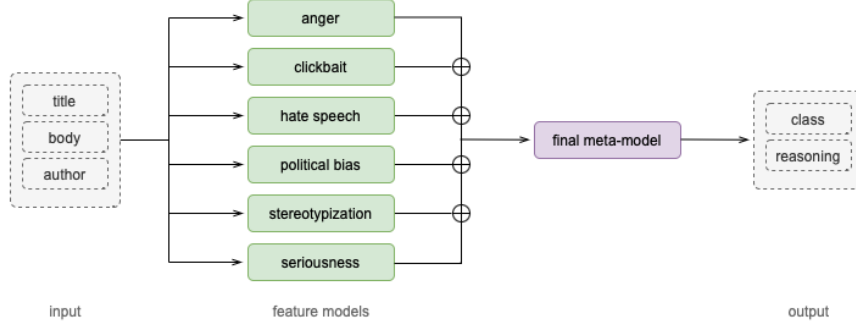 title
body
author
anger
clickbait
hate speech
political bias
stereotypization
seriousness
final meta-model
class
reasoning
input
feature models
output